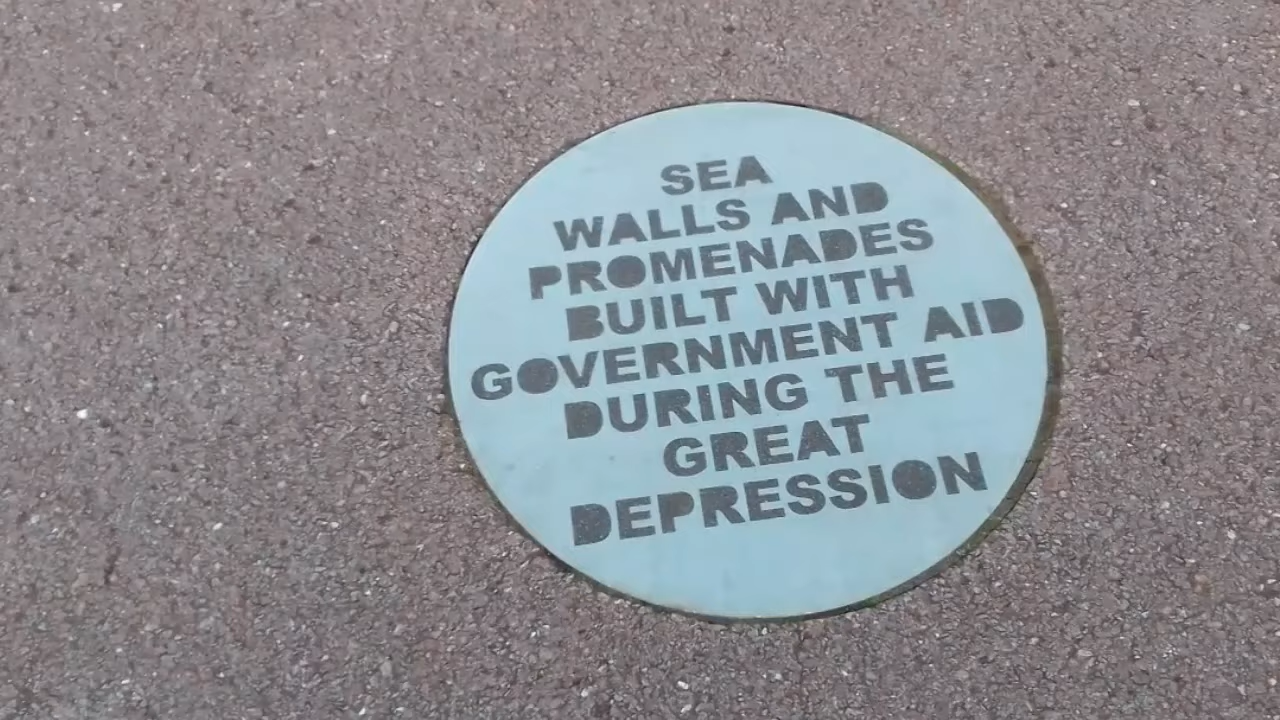 SEA
WALLS AND
PROMENADES
BUILT WITH
GOVERNMENT AID
DURING THE
GREAT
DEPRESSION